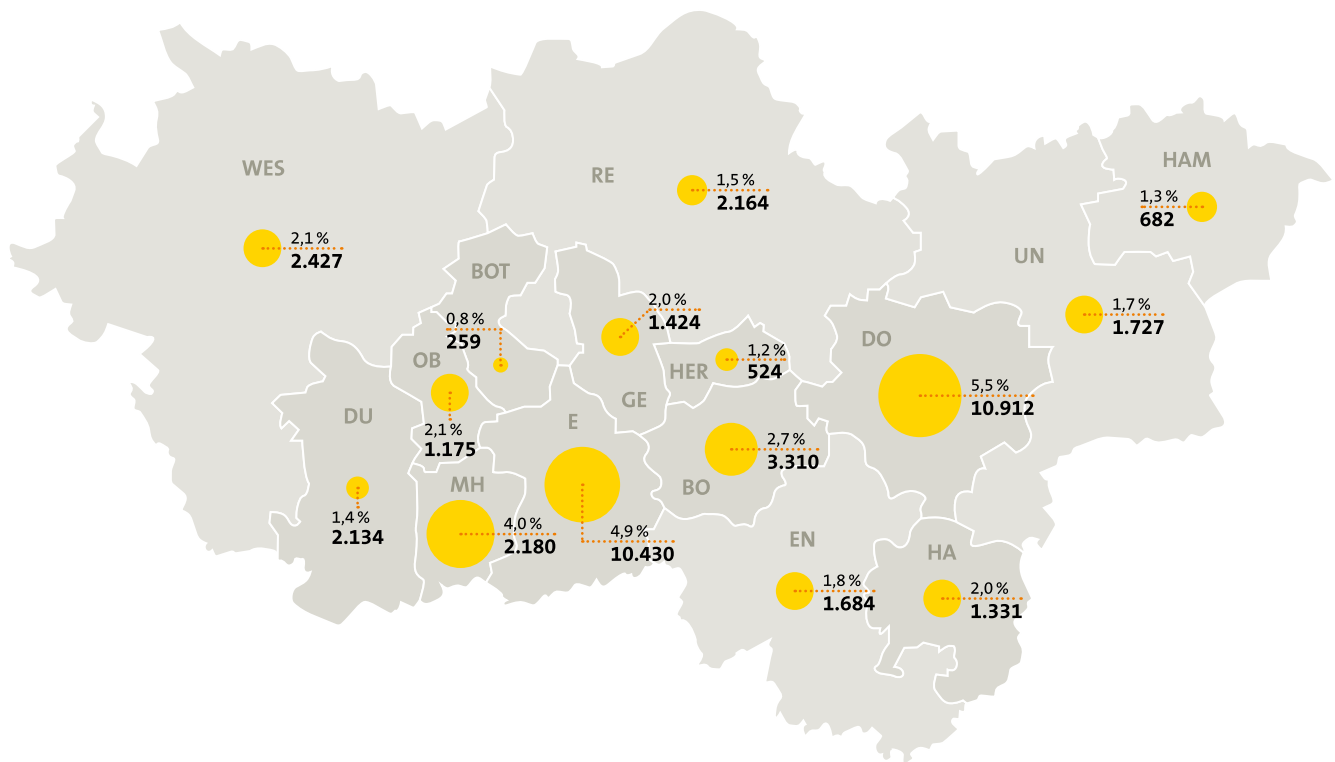 HAM
WES
RE
1,5 %
2.164
1,3 %
682
2,1 %
2.427
UN
BOT
2,0 %
1.424
1,7 %
1.727
0,8 %
259
DO
OB
1,2 %
524
HER
5,5 %
10.912
GE
DU
E
2,1 %
1.175
2,7 %
3.310
MH
BO
1,4 %
2.134
4,0 %
2.180
4,9 %
10.430
EN
HA
1,8 %
1.684
2,0 %
1.331